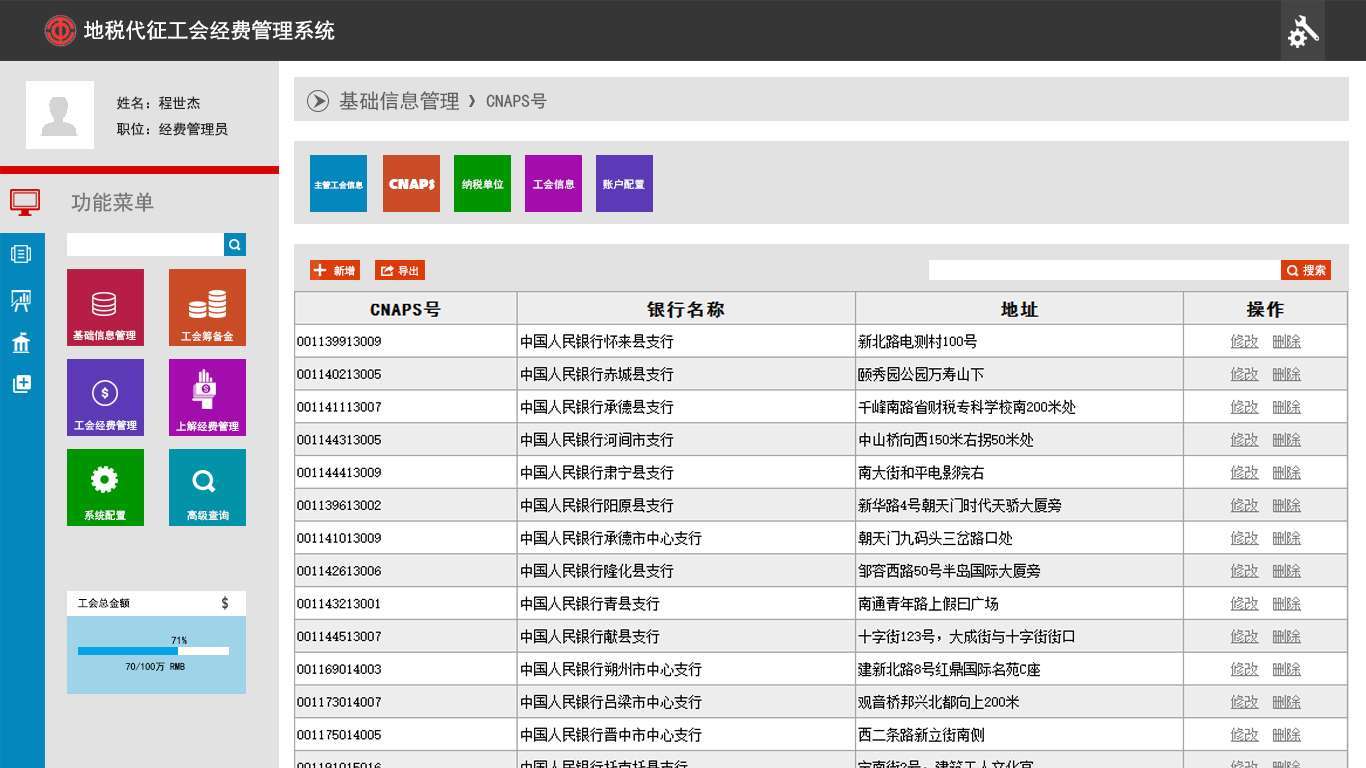 地税代征工会经费管理系统
姓名：程世杰
职位：经费管理员
功能菜单
基础信息管理
工会筹备金
工会经费管理
上解经费管理
$
系统配置
高级查询
工会总金额 $
71%
70/100万 RMB
基础信息管理 》 CNAPS号
主管工会信息 CNAPS 纳税单位 工会信息 账户配置
新增 导出 搜索
CNAPS号 银行名称 地址 操作
001139913009 中国人民银行怀来县支行 新北路电测村100号 修改 删除
001140213005 中国人民银行赤城县支行 颐秀园公园万寿山下 修改 删除
001141113007 中国人民银行承德县支行 千峰南路省财税专科学校南200米处 修改 删除
001144313005 中国人民银行河间市支行 中山桥向西150米右拐50米处 修改 删除
001144413009 中国人民银行肃宁县支行 南大街和平电影院右 修改 删除
001139613002 中国人民银行阳原县支行 新华路4号朝天门时代天骄大厦旁 修改 删除
001141013009 中国人民银行承德市中心支行 朝天门九码头三岔路口处 修改 删除
001142613006 中国人民银行隆化县支行 邹容西路50号半岛国际大厦旁 修改 删除
001143213001 中国人民银行青县支行 南通青年路上假日广场 修改 删除
001144513007 中国人民银行献县支行 十字街123号，大成街与十字街街口 修改 删除
001169014003 中国人民银行朔州市中心支行 建新北路8号红鼎国际名苑C座 修改 删除
001173014007 中国人民银行吕梁市中心支行 观音桥邦兴北都向上200米 修改 删除
001175014005 中国人民银行晋中市中心支行 西二条路新立街南侧 修改 删除
001191015016 中国人民银行托克托县支行 修改 删除